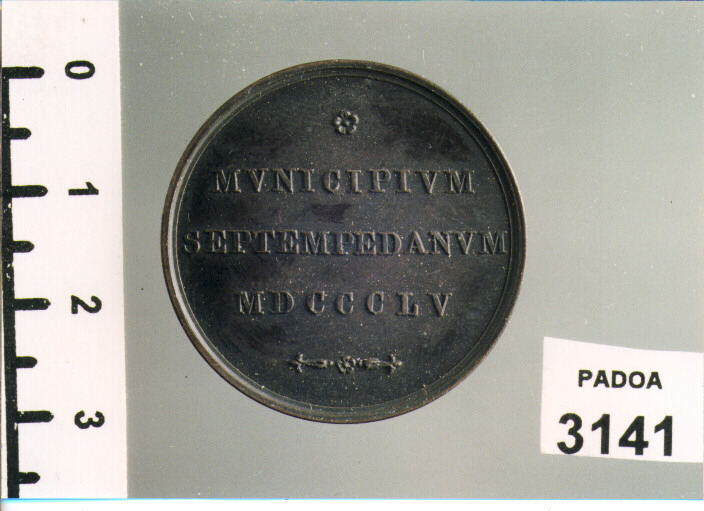 0
1
2
3
MVNICIPIVM
SEPTEMPEDANVM
MDCCCLV
PADOA
3141